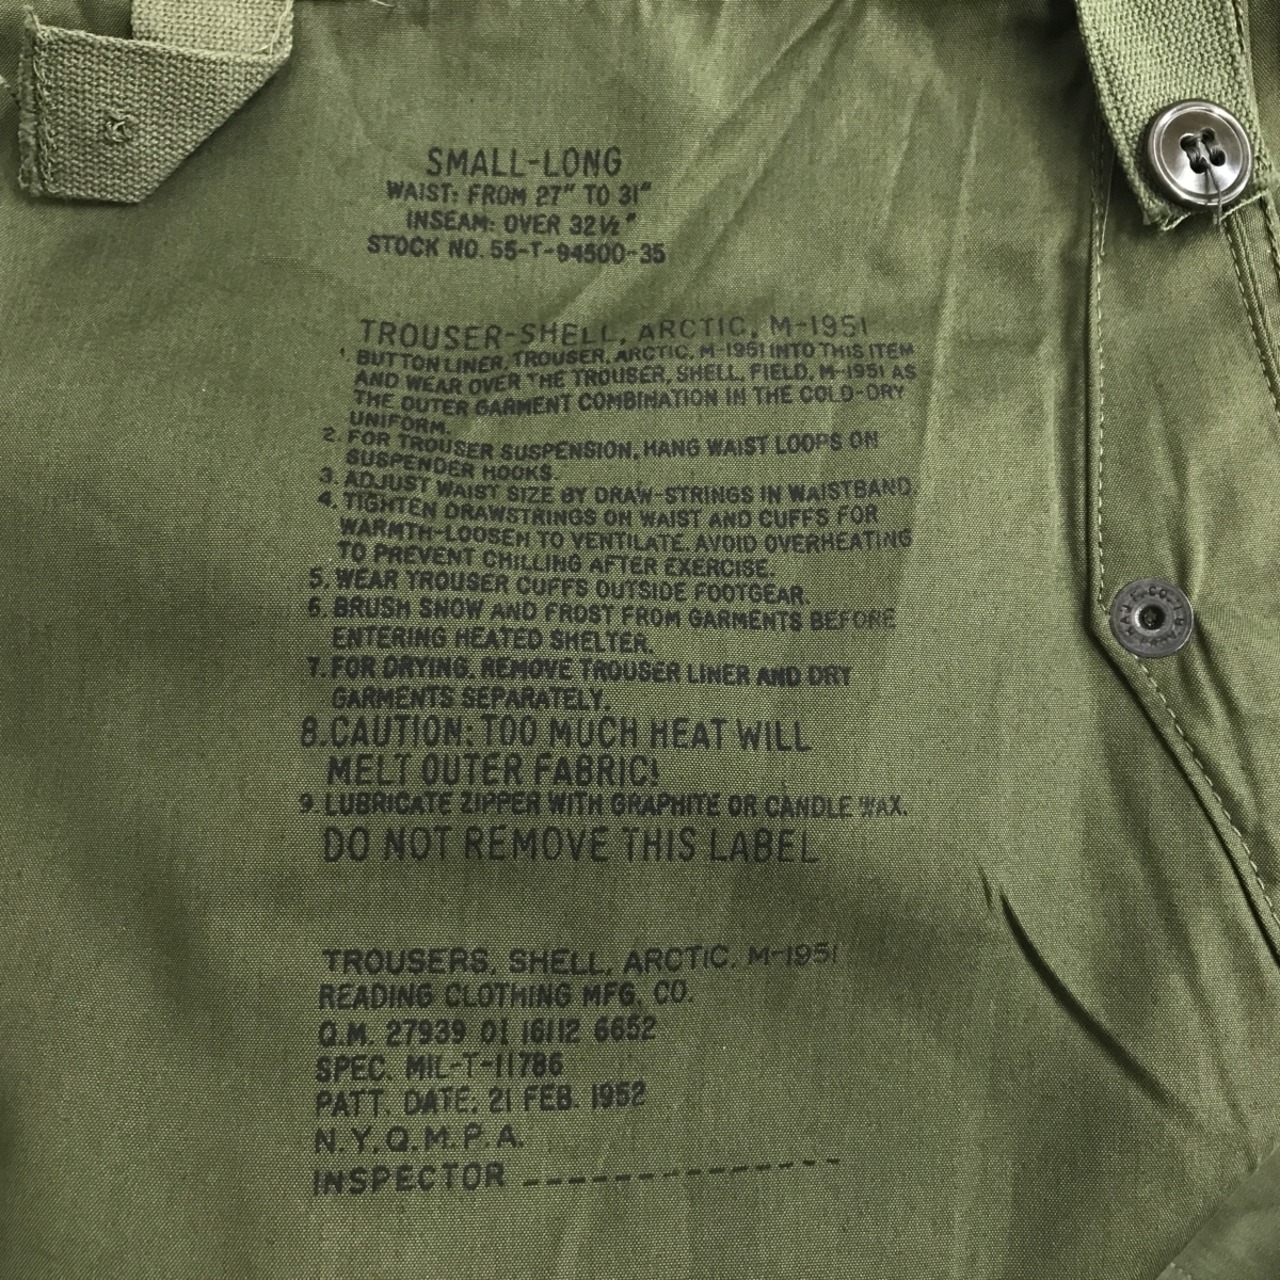 SMALL-LONG
WAIST: FROM 27" TO 31"
INSEAM: OVER 32½"
STOCK NO. 55-T-94500-35
TROUSER-SHELL, ARCTIC, M-1951
1. BUTTON LINER, TROUSER, ARCTIC, M-1951 INTO THIS ITEM
AND WEAR OVER THE TROUSER, SHELL, FIELD, M-1951 AS
THE OUTER GARMENT COMBINATION IN THE COLD-DRY
UNIFORM.
2. FOR TROUSER SUSPENSION, HANG WAIST LOOPS ON
SUSPENDER HOOKS.
3. ADJUST WAIST SIZE BY DRAW-STRINGS IN WAISTBAND.
4. TIGHTEN DRAWSTRINGS ON WAIST AND CUFFS FOR
WARMTH-LOOSEN TO VENTILATE. AVOID OVERHEATING
TO PREVENT CHILLING AFTER EXERCISE.
5. WEAR TROUSER CUFFS OUTSIDE FOOTGEAR.
6. BRUSH SNOW AND FROST FROM GARMENTS BEFORE
ENTERING HEATED SHELTER.
7. FOR DRYING, REMOVE TROUSER LINER AND DRY
GARMENTS SEPARATELY.
8. CAUTION: TOO MUCH HEAT WILL
MELT OUTER FABRIC!
9. LUBRICATE ZIPPER WITH GRAPHITE OR CANDLE WAX.
DO NOT REMOVE THIS LABEL
TROUSERS, SHELL, ARCTIC, M-1951
READING CLOTHING MFG. CO.
Q.M. 27939 OI 16112 6652
SPEC. MIL-T-11786
PATT. DATE: 21 FEB. 1952
N.Y.Q.M.P.A.
INSPECTOR --------------